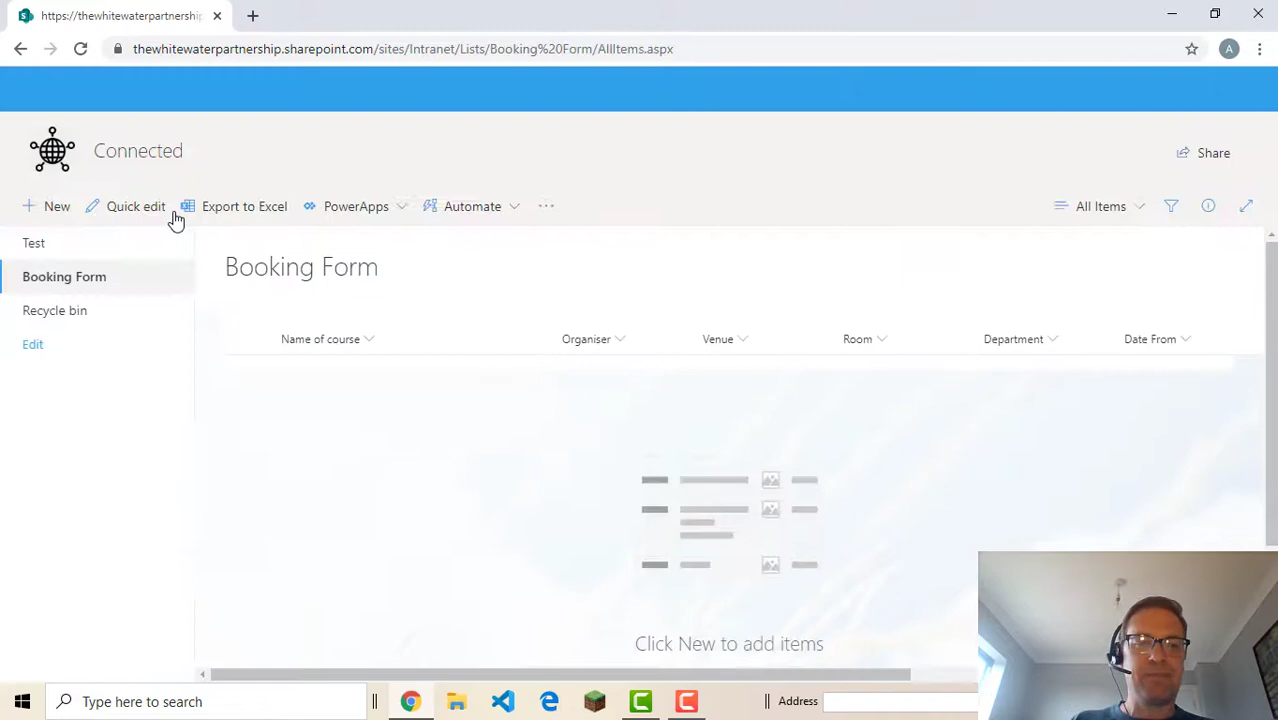 https://thewhitewaterpartnership
thewhitewaterpartnership.sharepoint.com/sites/Intranet/Lists/Booking%20Form/AllItems.aspx
A
Connected
Share
New
Quick edit
Export to Excel
PowerApps
Automate
All Items
Test
Booking Form
Recycle bin
Edit
Booking Form
Name of course
Organiser
Venue
Room
Department
Date From
Click New to add items
Type here to search
Address